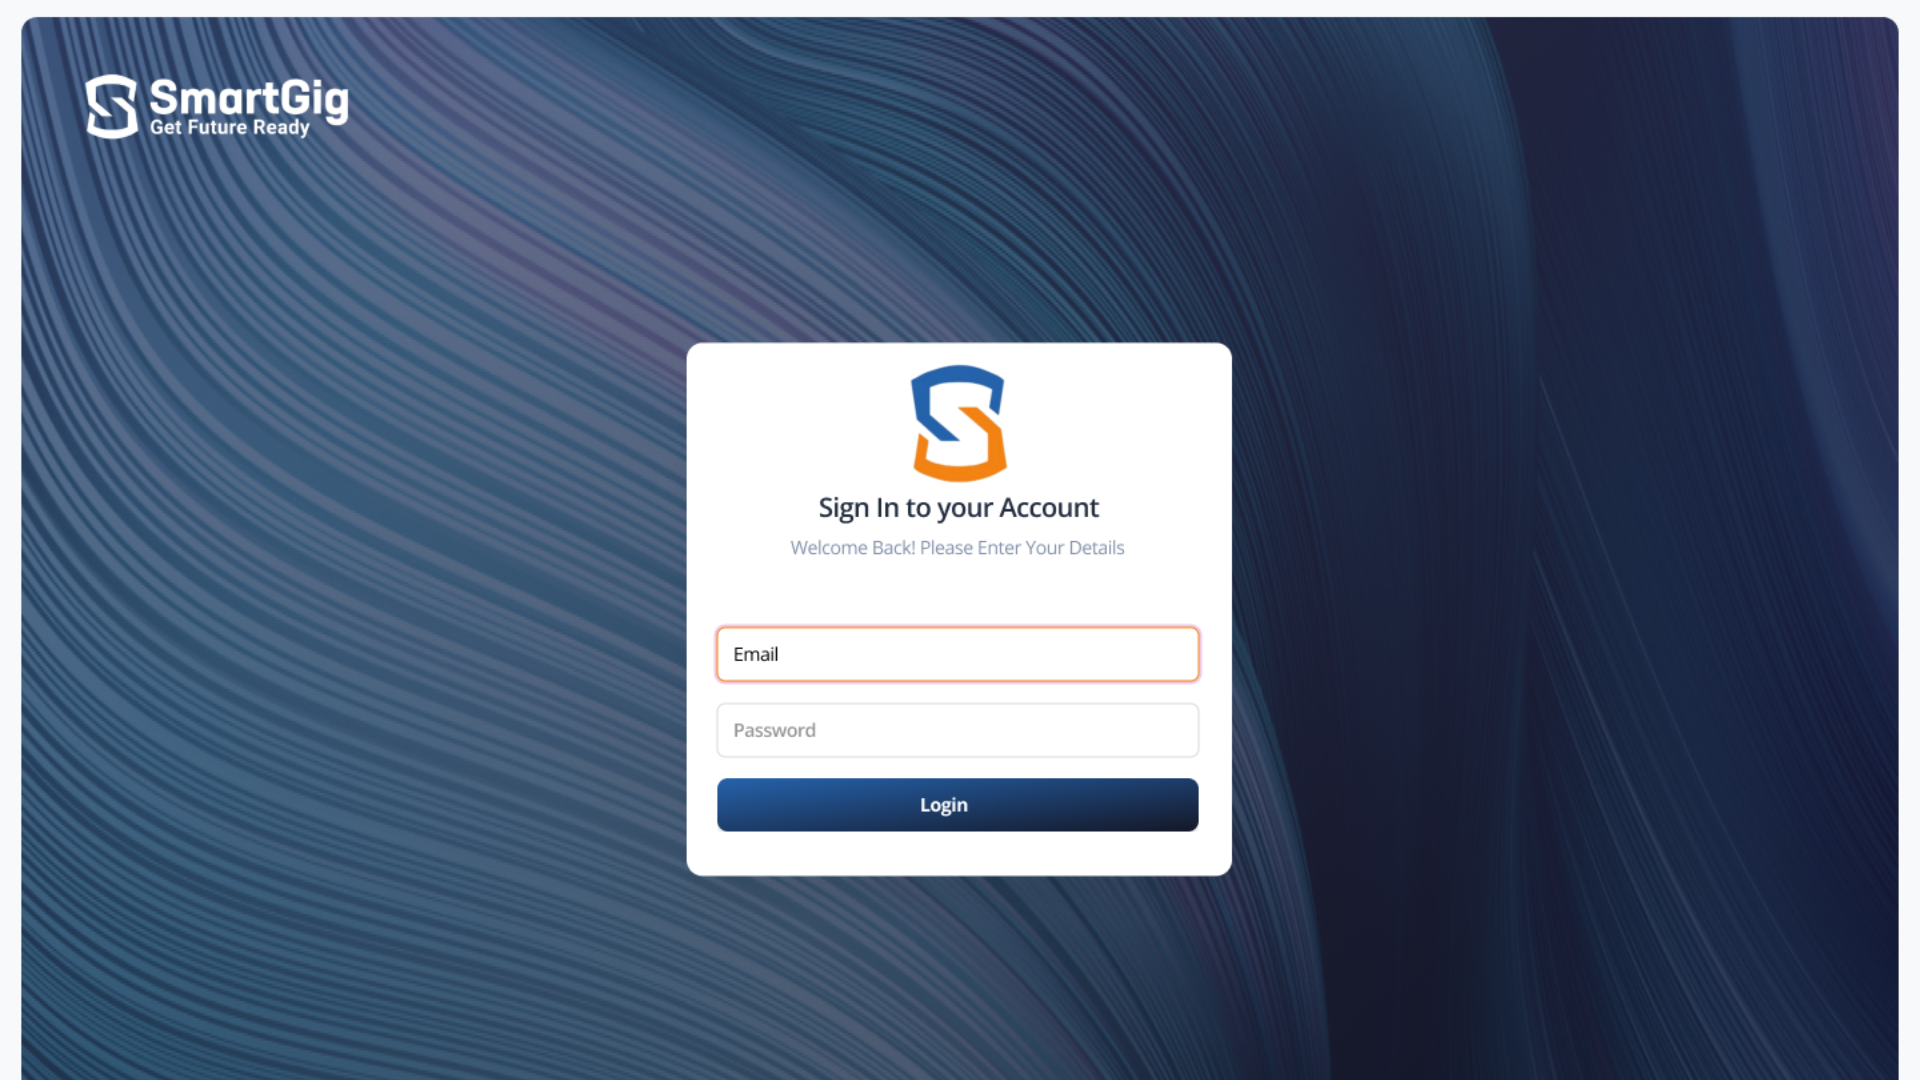 SmartGig
Get Future Ready
Sign In to your Account
Welcome Back! Please Enter Your Details
Email
Password
Login